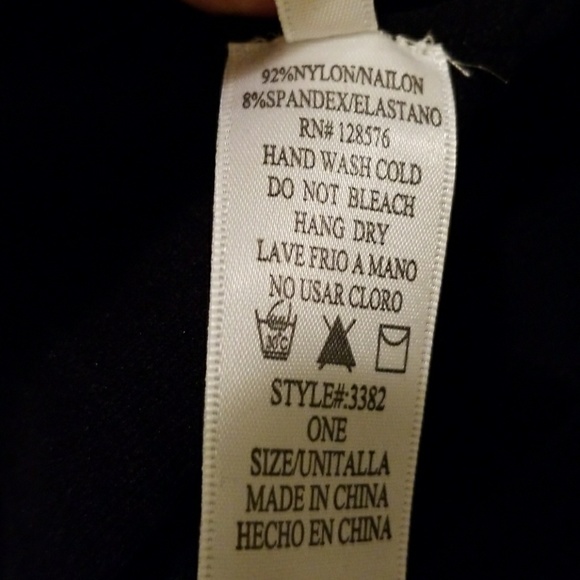 92%NYLON/NAILON
8%SPANDEX/ELASTANO
RN# 128576
HAND WASH COLD
DO NOT BLEACH
HANG DRY
LAVE FRIO A MANO
NO USAR CLORO
30°C
STYLE#:3382
ONE
SIZE/UNITALLA
MADE IN CHINA
HECHO EN CHINA